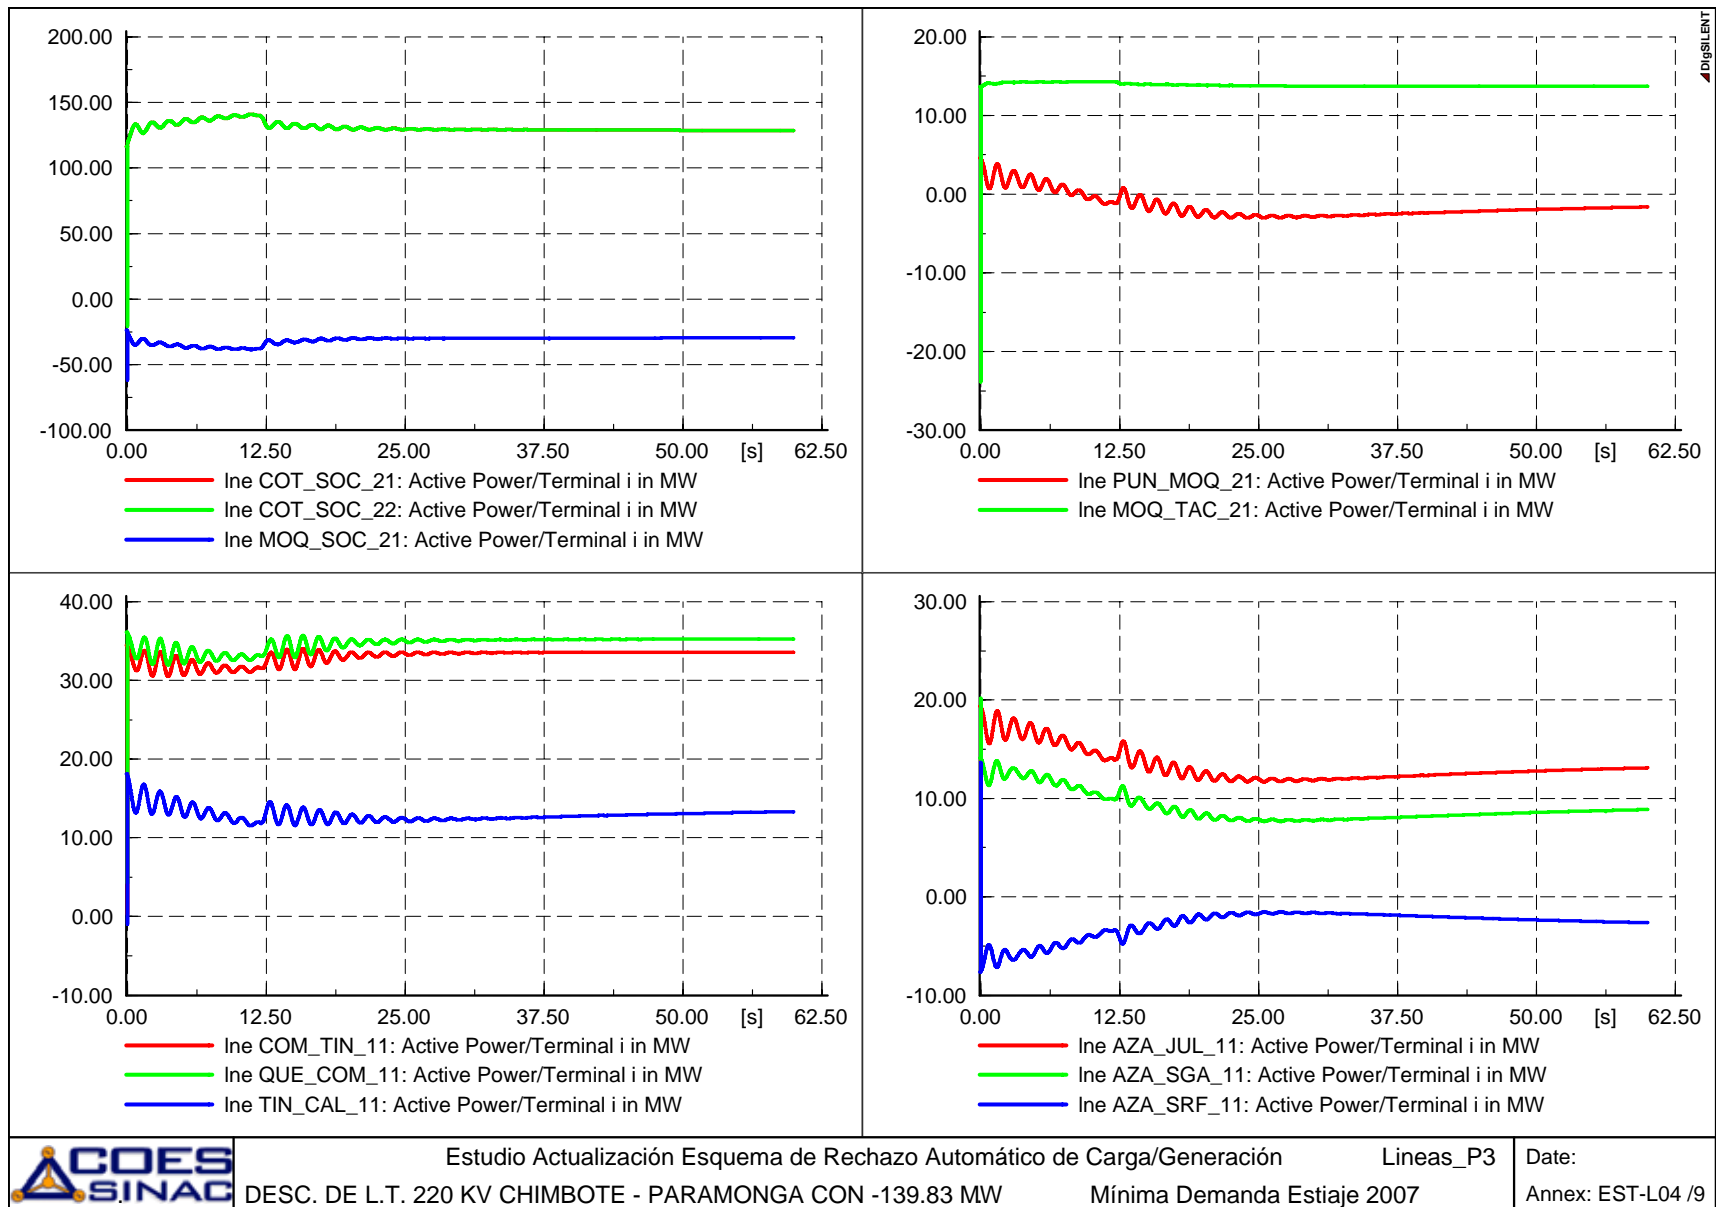 200.00
150.00
100.00
50.00
0.00
-50.00
-100.00
0.00 12.50 25.00 37.50 50.00 [s] 62.50
lne COT_SOC_21: Active Power/Terminal i in MW
lne COT_SOC_22: Active Power/Terminal i in MW
lne MOQ_SOC_21: Active Power/Terminal i in MW
20.00
10.00
0.00
-10.00
-20.00
-30.00
0.00 12.50 25.00 37.50 50.00 [s] 62.50
lne PUN_MOQ_21: Active Power/Terminal i in MW
lne MOQ_TAC_21: Active Power/Terminal i in MW
DIgSILENT
40.00
30.00
20.00
10.00
0.00
-10.00
0.00 12.50 25.00 37.50 50.00 [s] 62.50
lne COM_TIN_11: Active Power/Terminal i in MW
lne QUE_COM_11: Active Power/Terminal i in MW
lne TIN_CAL_11: Active Power/Terminal i in MW
30.00
20.00
10.00
0.00
-10.00
0.00 12.50 25.00 37.50 50.00 [s] 62.50
lne AZA_JUL_11: Active Power/Terminal i in MW
lne AZA_SGA_11: Active Power/Terminal i in MW
lne AZA_SRF_11: Active Power/Terminal i in MW
COES
SINAC
Estudio Actualización Esquema de Rechazo Automático de Carga/Generación Lineas_P3
DESC. DE L.T. 220 KV CHIMBOTE - PARAMONGA CON -139.83 MW Mínima Demanda Estiaje 2007
Date:
Annex: EST-L04 /9